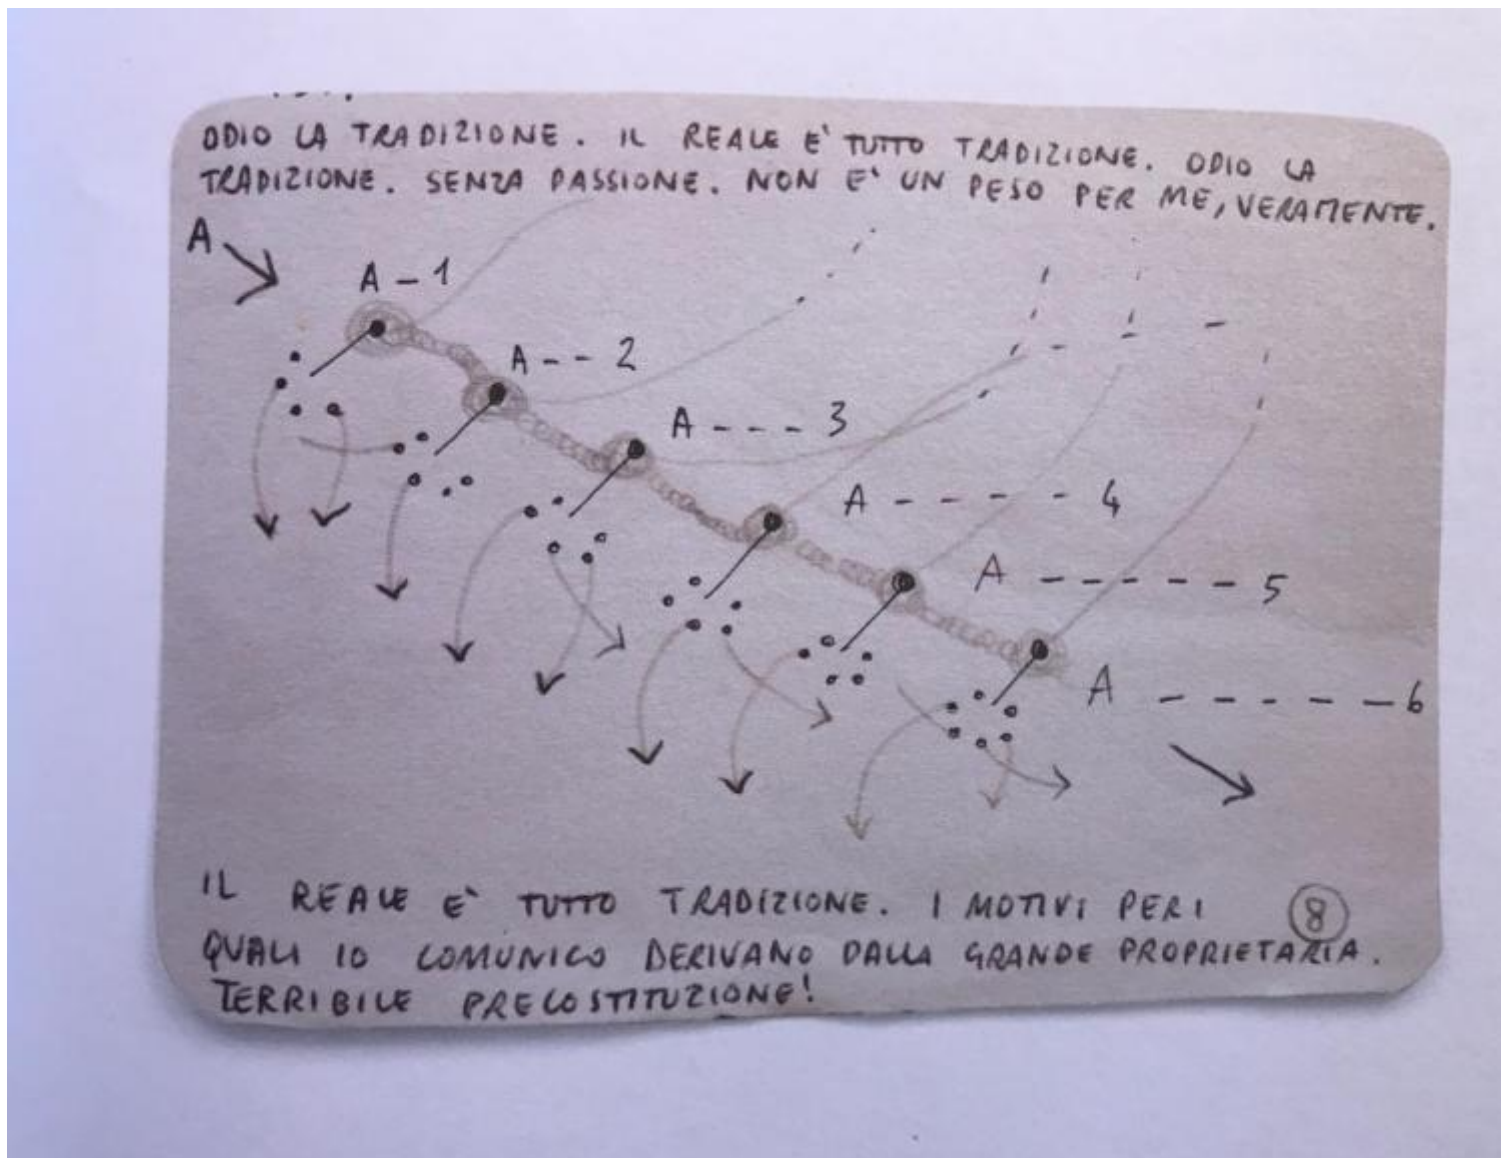 ODIO LA TRADIZIONE. IL REALE E' TUTTO TRADIZIONE. ODIO LA
TRADIZIONE. SENZA PASSIONE. NON E' UN PESO PER ME, VERAMENTE.
A
A - 1
A - - 2
A - - - 3
A - - - - 4
A - - - - - 5
A - - - - - - 6
IL REALE E' TUTTO TRADIZIONE. I MOTIVI PER I 8
QUALI IO COMUNICO DERIVANO DALLA GRANDE PROPRIETARIA.
TERRIBILE PRECOSTITUZIONE!